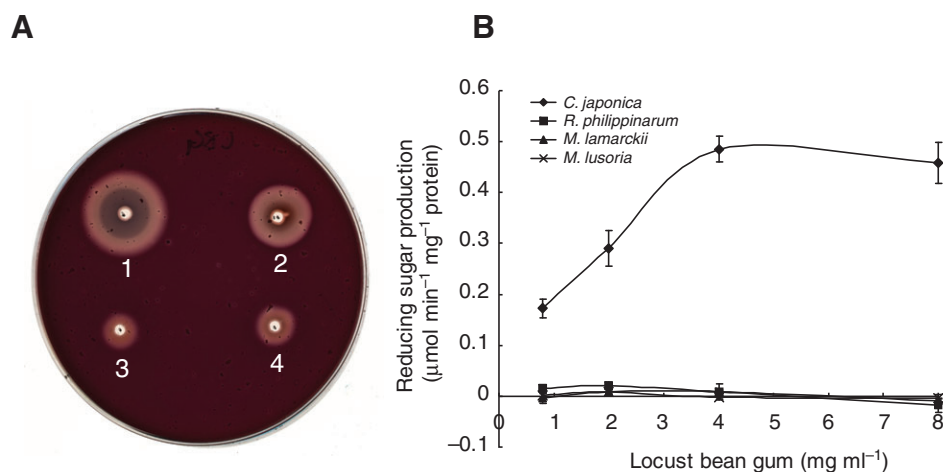 A
1
2
3
4
B
Reducing sugar production
(μmol min⁻¹ mg⁻¹ protein)
0.6
0.5
0.4
0.3
0.2
0.1
0
–0.1
C. japonica
R. philippinarum
M. lamarckii
M. lusoria
0 1 2 3 4 5 6 7 8
Locust bean gum (mg ml⁻¹)